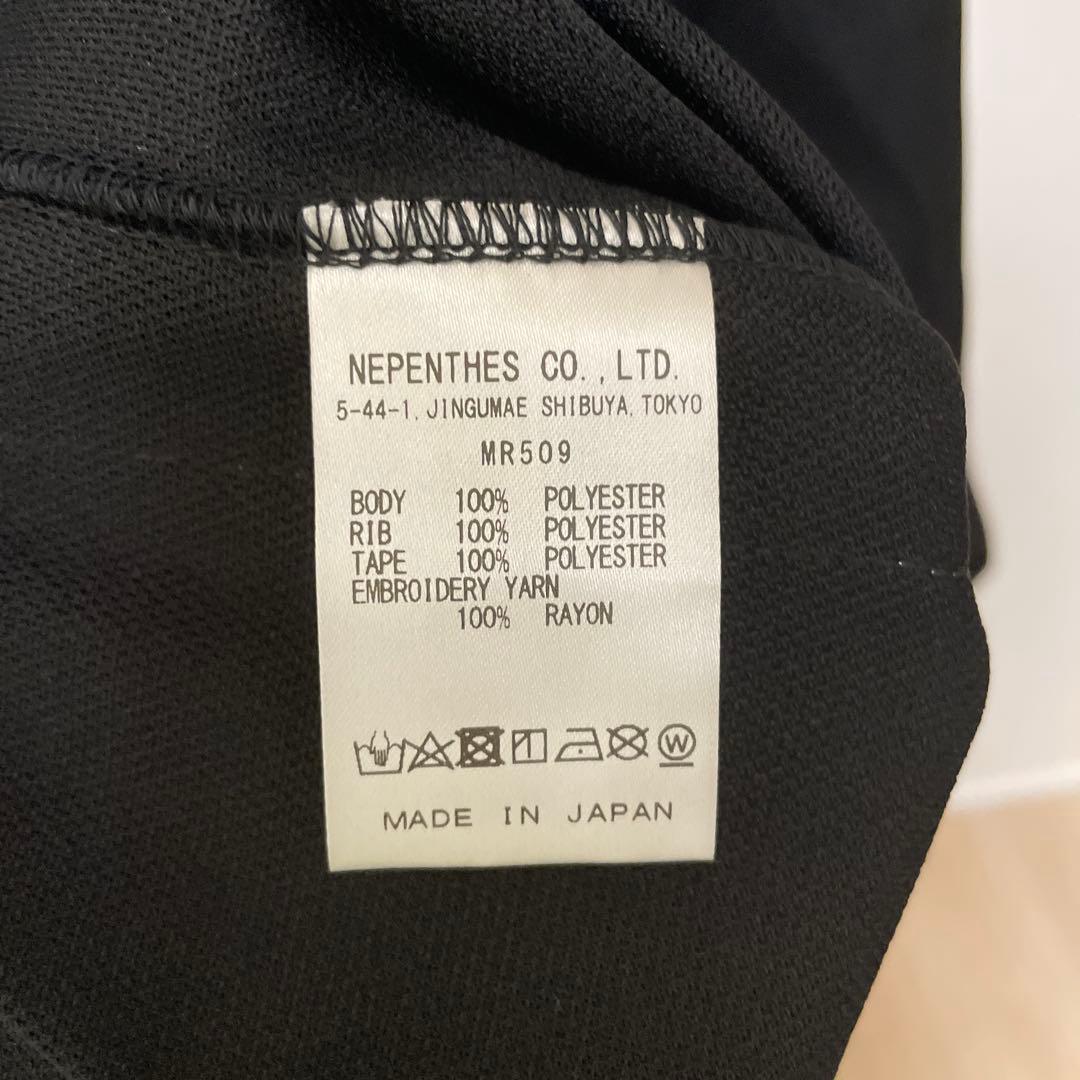 NEPENTHES CO.,LTD.
5-44-1, JINGUMAE SHIBUYA, TOKYO
MR509
BODY 100% POLYESTER
RIB 100% POLYESTER
TAPE 100% POLYESTER
EMBROIDERY YARN
100% RAYON
W
MADE IN JAPAN